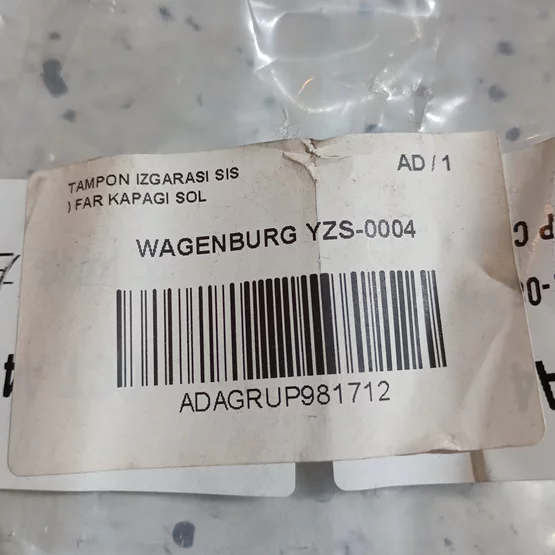 TAMPON IZGARASI SIS
) FAR KAPAGI SOL
AD / 1
WAGENBURG YZS-0004
ADAGRUP981712